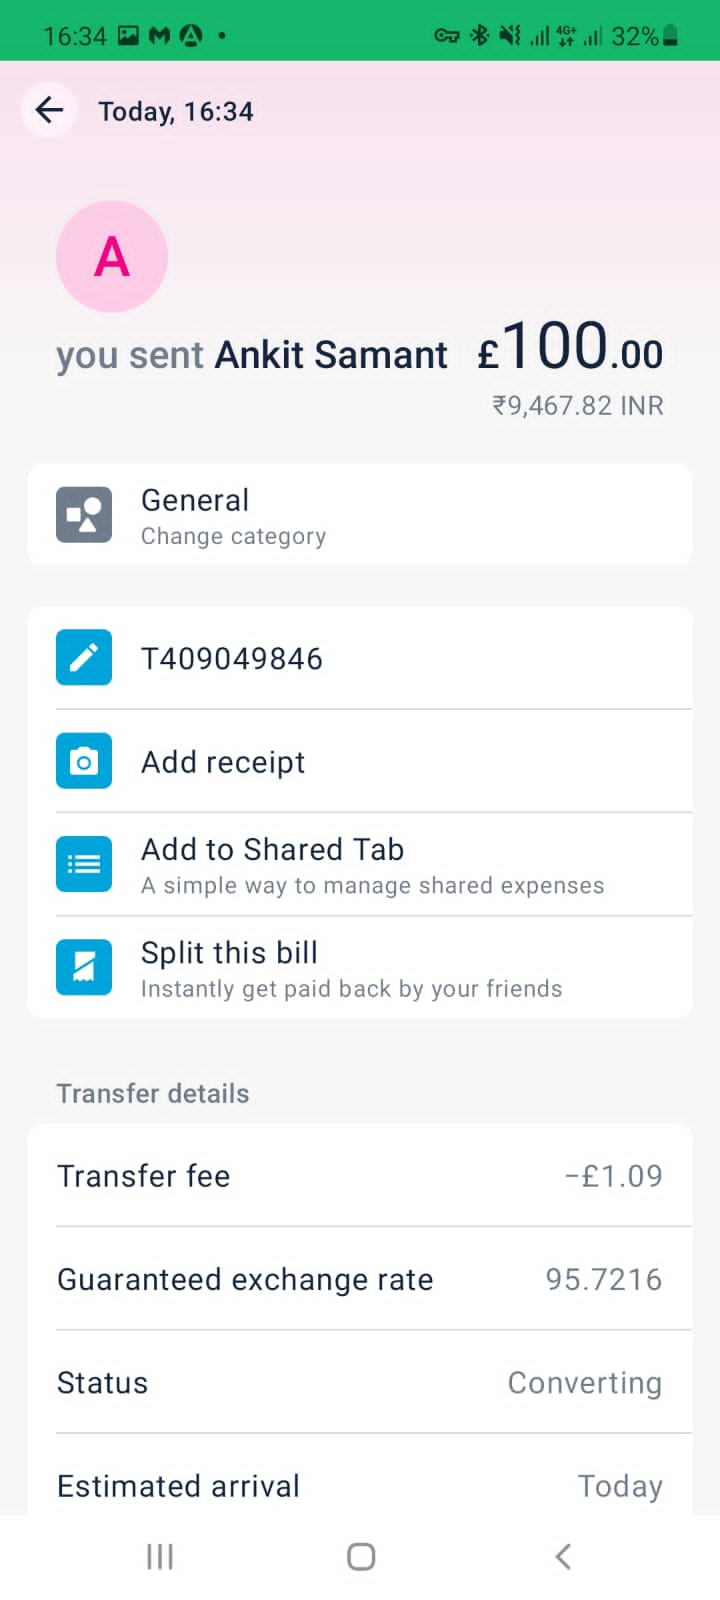 16:34
4G+ 32%
Today, 16:34
A
you sent Ankit Samant £100.00
₹9,467.82 INR
General
Change category
T409049846
Add receipt
Add to Shared Tab
A simple way to manage shared expenses
Split this bill
Instantly get paid back by your friends
Transfer details
Transfer fee -£1.09
Guaranteed exchange rate 95.7216
Status Converting
Estimated arrival Today